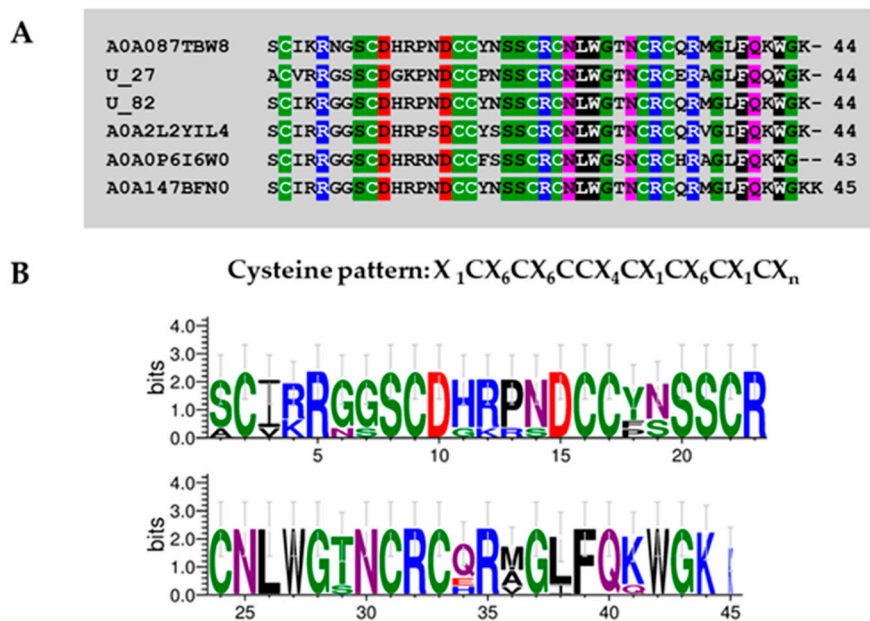 A
A0A087TBW8 SCIKRNGSCDHRPNDCCYNSSCRCNLWGTNCRCQRMGLFQKWGK- 44
U_27 ACVRRGSSCDGKPNDCCPNSSCRCNLWGTNCRCERAGLFQQWGK- 44
U_82 SCIKRGGSCDHRPNDCCYNSSCRCNLWGTNCRCQRMGLFQKWGK- 44
A0A2L2YIL4 SCIRRGGSCDHRPSDCCYSSSCRCNLWGTNCRCQRVGIFQKWGK- 44
A0A0P6I6W0 SCIRRGGSCDHRRNDCCFSSSCRCNLWGSNCRCHRAGLFQKWG-- 43
A0A147BFN0 SCIRRGGSCDHRPNDCCYNSSCRCNLWGTNCRCQRMGLFQKWGKK 45
B
Cysteine pattern: X₁CX₆CX₆CCX₄CX₁CX₆CX₁CXₙ
4.0
3.0
2.0
1.0
0.0
bits
SCIRRGGSCDHRPNDCCYNSSCR
5 10 15 20
4.0
3.0
2.0
1.0
0.0
bits
CNLWGTNCRCQRMGLFQKWGK
25 30 35 40 45